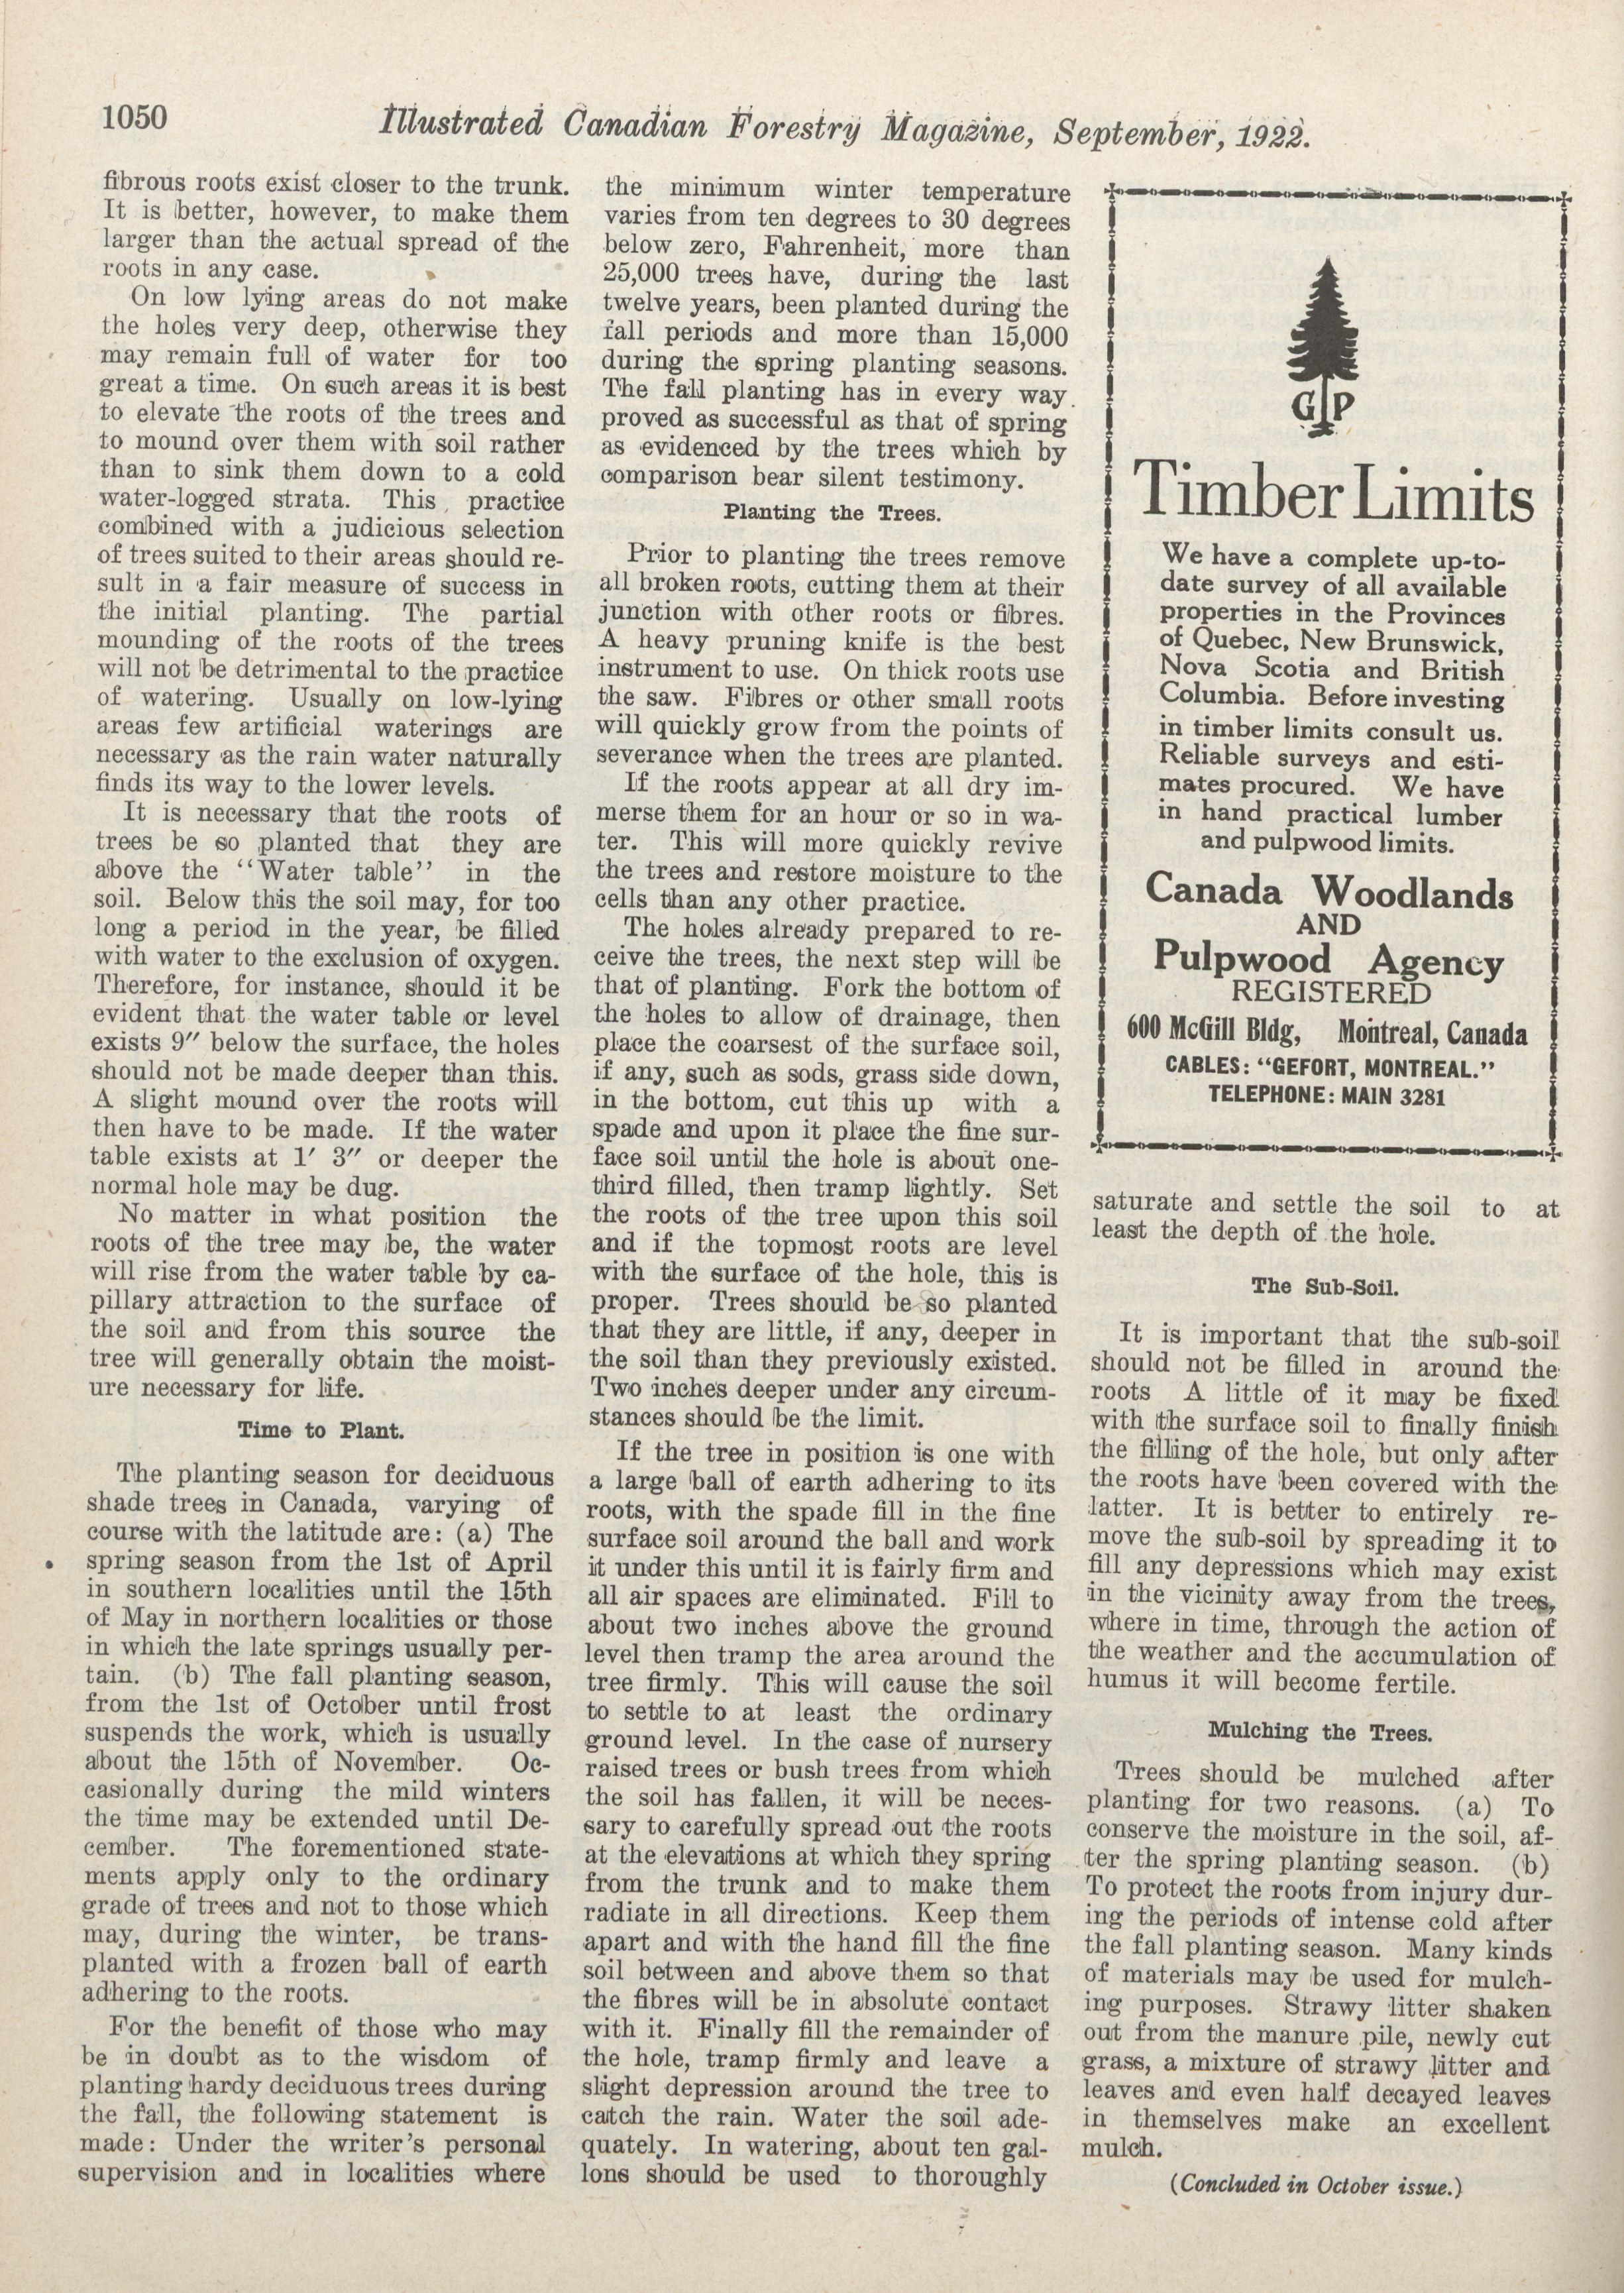 1050
Illustrated Canadian Forestry Magazine, September, 1922.
fibrous roots exist closer to the trunk.
It is better, however, to make them
larger than the actual spread of the
roots in any case.
On low lying areas do not make
the holes very deep, otherwise they
may remain full of water for too
great a time. On such areas it is best
to elevate the roots of the trees and
to mound over them with soil rather
than to sink them down to a cold
water-logged strata. This practice
combined with a judicious selection
of trees suited to their areas should re-
sult in a fair measure of success in
the initial planting. The partial
mounding of the roots of the trees
will not be detrimental to the practice
of watering. Usually on low-lying
areas few artificial waterings are
necessary as the rain water naturally
finds its way to the lower levels.
It is necessary that the roots of
trees be so planted that they are
above the "Water table" in the
soil. Below this the soil may, for too
long a period in the year, be filled
with water to the exclusion of oxygen.
Therefore, for instance, should it be
evident that the water table or level
exists 9″ below the surface, the holes
should not be made deeper than this.
A slight mound over the roots will
then have to be made. If the water
table exists at 1′ 3″ or deeper the
normal hole may be dug.
No matter in what position the
roots of the tree may be, the water
will rise from the water table by ca-
pillary attraction to the surface of
the soil and from this source the
tree will generally obtain the moist-
ure necessary for life.
Time to Plant.
The planting season for deciduous
shade trees in Canada, varying of
course with the latitude are: (a) The
spring season from the 1st of April
in southern localities until the 15th
of May in northern localities or those
in which the late springs usually per-
tain. (b) The fall planting season,
from the 1st of October until frost
suspends the work, which is usually
about the 15th of November. Oc-
casionally during the mild winters
the time may be extended until De-
cember. The forementioned state-
ments apply only to the ordinary
grade of trees and not to those which
may, during the winter, be trans-
planted with a frozen ball of earth
adhering to the roots.
For the benefit of those who may
be in doubt as to the wisdom of
planting hardy deciduous trees during
the fall, the following statement is
made: Under the writer's personal
supervision and in localities where
the minimum winter temperature
varies from ten degrees to 30 degrees
below zero, Fahrenheit, more than
25,000 trees have, during the last
twelve years, been planted during the
fall periods and more than 15,000
during the spring planting seasons.
The fall planting has in every way
proved as successful as that of spring
as evidenced by the trees which by
comparison bear silent testimony.
Planting the Trees.
Prior to planting the trees remove
all broken roots, cutting them at their
junction with other roots or fibres.
A heavy pruning knife is the best
instrument to use. On thick roots use
the saw. Fibres or other small roots
will quickly grow from the points of
severance when the trees are planted.
If the roots appear at all dry im-
merse them for an hour or so in wa-
ter. This will more quickly revive
the trees and restore moisture to the
cells than any other practice.
The holes already prepared to re-
ceive the trees, the next step will be
that of planting. Fork the bottom of
the holes to allow of drainage, then
place the coarsest of the surface soil,
if any, such as sods, grass side down,
in the bottom, cut this up with a
spade and upon it place the fine sur-
face soil until the hole is about one-
third filled, then tramp lightly. Set
the roots of the tree upon this soil
and if the topmost roots are level
with the surface of the hole, this is
proper. Trees should be so planted
that they are little, if any, deeper in
the soil than they previously existed.
Two inches deeper under any circum-
stances should be the limit.
If the tree in position is one with
a large ball of earth adhering to its
roots, with the spade fill in the fine
surface soil around the ball and work
it under this until it is fairly firm and
all air spaces are eliminated. Fill to
about two inches above the ground
level then tramp the area around the
tree firmly. This will cause the soil
to settle to at least the ordinary
ground level. In the case of nursery
raised trees or bush trees from which
the soil has fallen, it will be neces-
sary to carefully spread out the roots
at the elevations at which they spring
from the trunk and to make them
radiate in all directions. Keep them
apart and with the hand fill the fine
soil between and above them so that
the fibres will be in absolute contact
with it. Finally fill the remainder of
the hole, tramp firmly and leave a
slight depression around the tree to
catch the rain. Water the soil ade-
quately. In watering, about ten gal-
lons should be used to thoroughly
GP
Timber Limits
We have a complete up-to-
date survey of all available
properties in the Provinces
of Quebec, New Brunswick,
Nova Scotia and British
Columbia. Before investing
in timber limits consult us.
Reliable surveys and esti-
mates procured. We have
in hand practical lumber
and pulpwood limits.
Canada Woodlands
AND
Pulpwood Agency
REGISTERED
600 McGill Bldg, Montreal, Canada
CABLES: "GEFORT, MONTREAL."
TELEPHONE: MAIN 3281
saturate and settle the soil to at
least the depth of the hole.
The Sub-Soil.
It is important that the sub-soil
should not be filled in around the
roots A little of it may be fixed
with the surface soil to finally finish
the filling of the hole, but only after
the roots have been covered with the
latter. It is better to entirely re-
move the sub-soil by spreading it to
fill any depressions which may exist
in the vicinity away from the trees,
where in time, through the action of
the weather and the accumulation of
humus it will become fertile.
Mulching the Trees.
Trees should be mulched after
planting for two reasons. (a) To
conserve the moisture in the soil, af-
ter the spring planting season. (b)
To protect the roots from injury dur-
ing the periods of intense cold after
the fall planting season. Many kinds
of materials may be used for mulch-
ing purposes. Strawy litter shaken
out from the manure pile, newly cut
grass, a mixture of strawy litter and
leaves and even half decayed leaves
in themselves make an excellent
mulch.
(Concluded in October issue.)